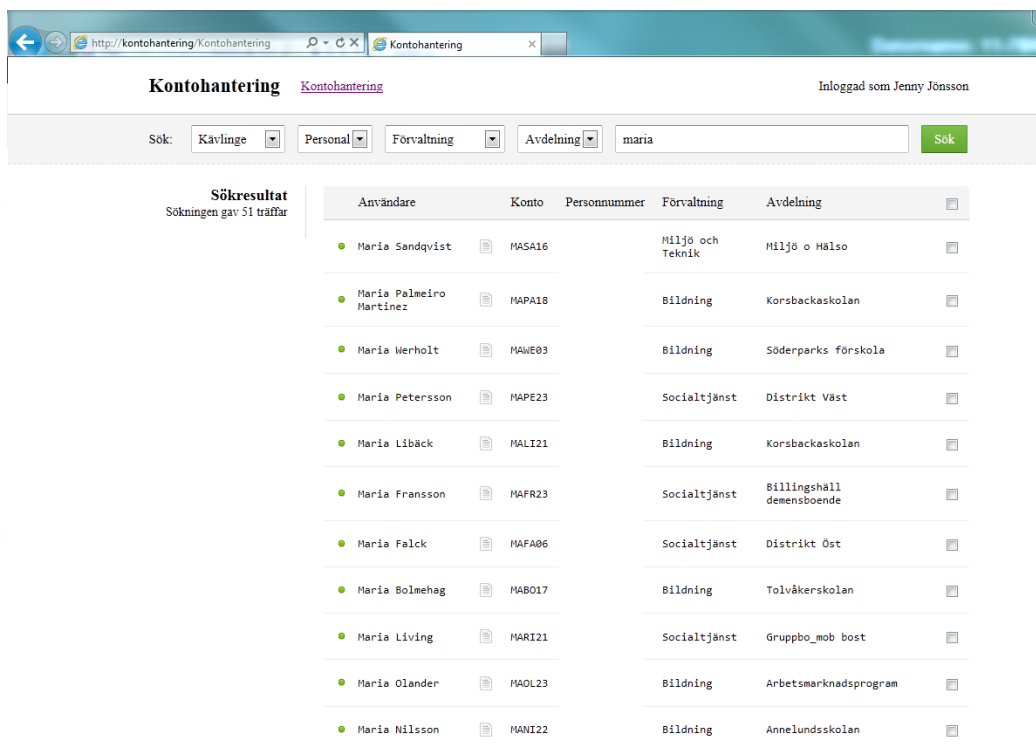 http://kontohantering/Kontohantering
Kontohantering
Kontohantering Kontohantering Inloggad som Jenny Jönsson
Sök: Kävlinge Personal Förvaltning Avdelning maria Sök
Sökresultat
Sökningen gav 51 träffar
Användare Konto Personnummer Förvaltning Avdelning
Maria Sandqvist MASA16 Miljö och Teknik Miljö o Hälso
Maria Palmeiro Martinez MAPA18 Bildning Korsbackaskolan
Maria Werholt MAWE03 Bildning Söderparks förskola
Maria Petersson MAPE23 Socialtjänst Distrikt Väst
Maria Libäck MALI21 Bildning Korsbackaskolan
Maria Fransson MAFR23 Socialtjänst Billingshäll demensboende
Maria Falck MAFA06 Socialtjänst Distrikt Öst
Maria Bolmehag MABO17 Bildning Tolvåkerskolan
Maria Living MARI21 Socialtjänst Gruppbo_mob bost
Maria Olander MAOL23 Bildning Arbetsmarknadsprogram
Maria Nilsson MANI22 Bildning Annelundsskolan